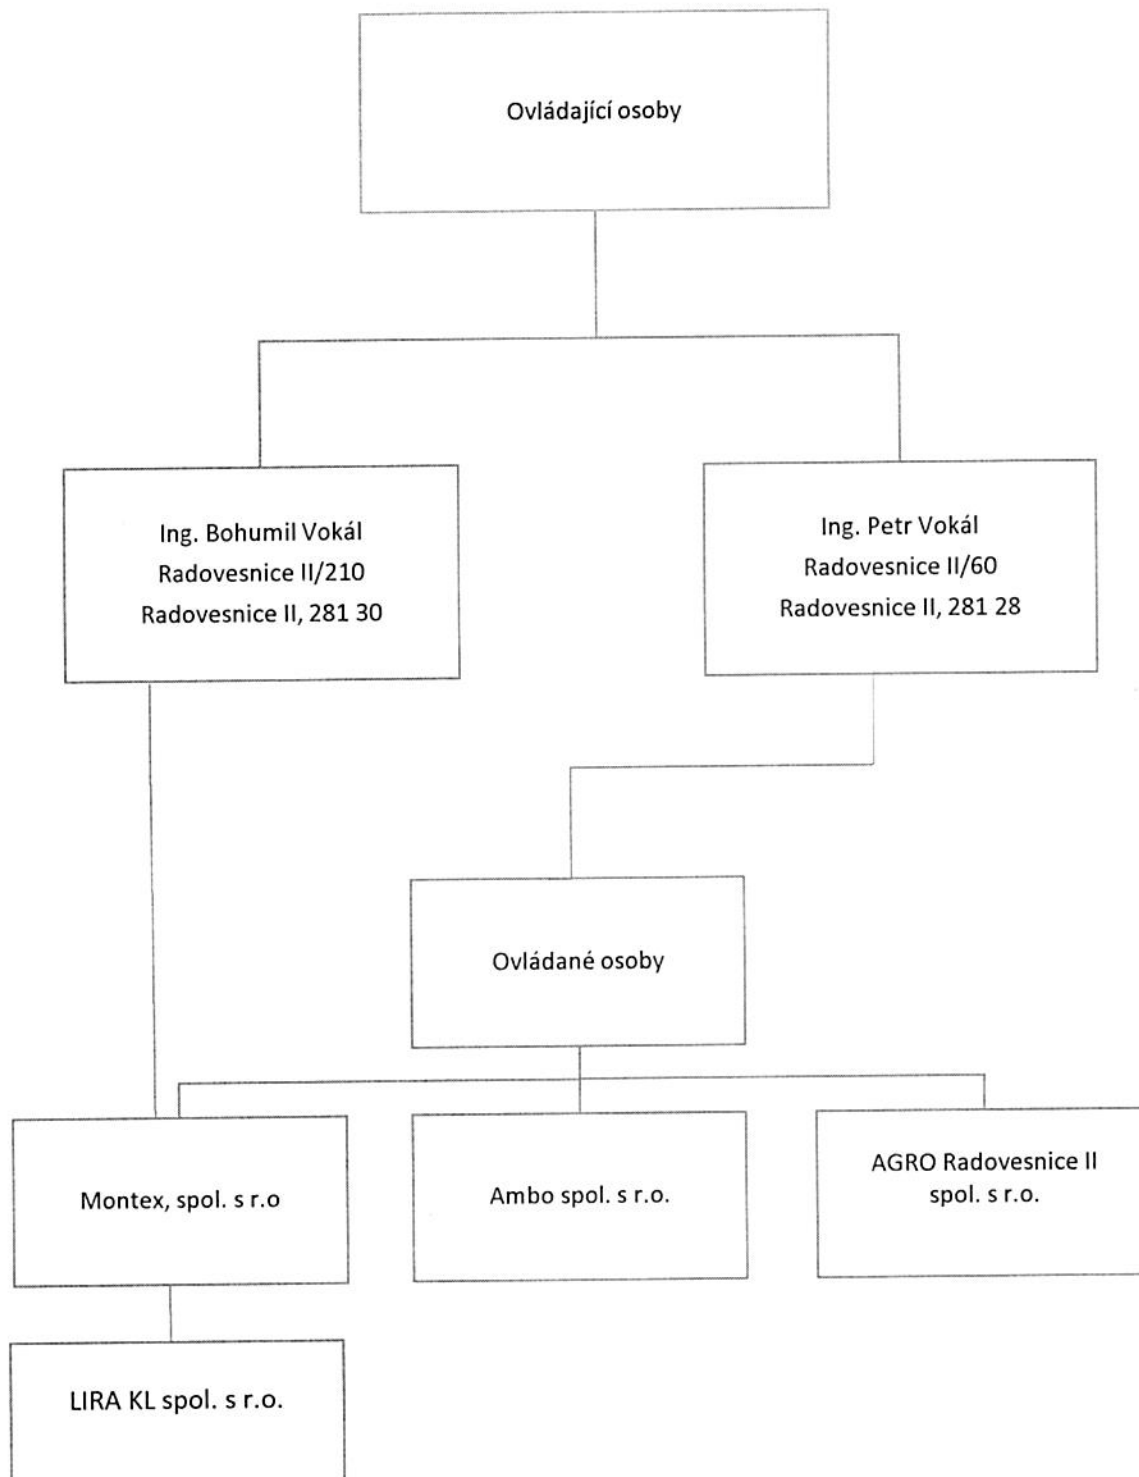 Ovládající osoby
Ing. Bohumil Vokál
Radovesnice II/210
Radovesnice II, 281 30
Ing. Petr Vokál
Radovesnice II/60
Radovesnice II, 281 28
Ovládané osoby
Montex, spol. s r.o
Ambo spol. s r.o.
AGRO Radovesnice II
spol. s r.o.
LIRA KL spol. s r.o.